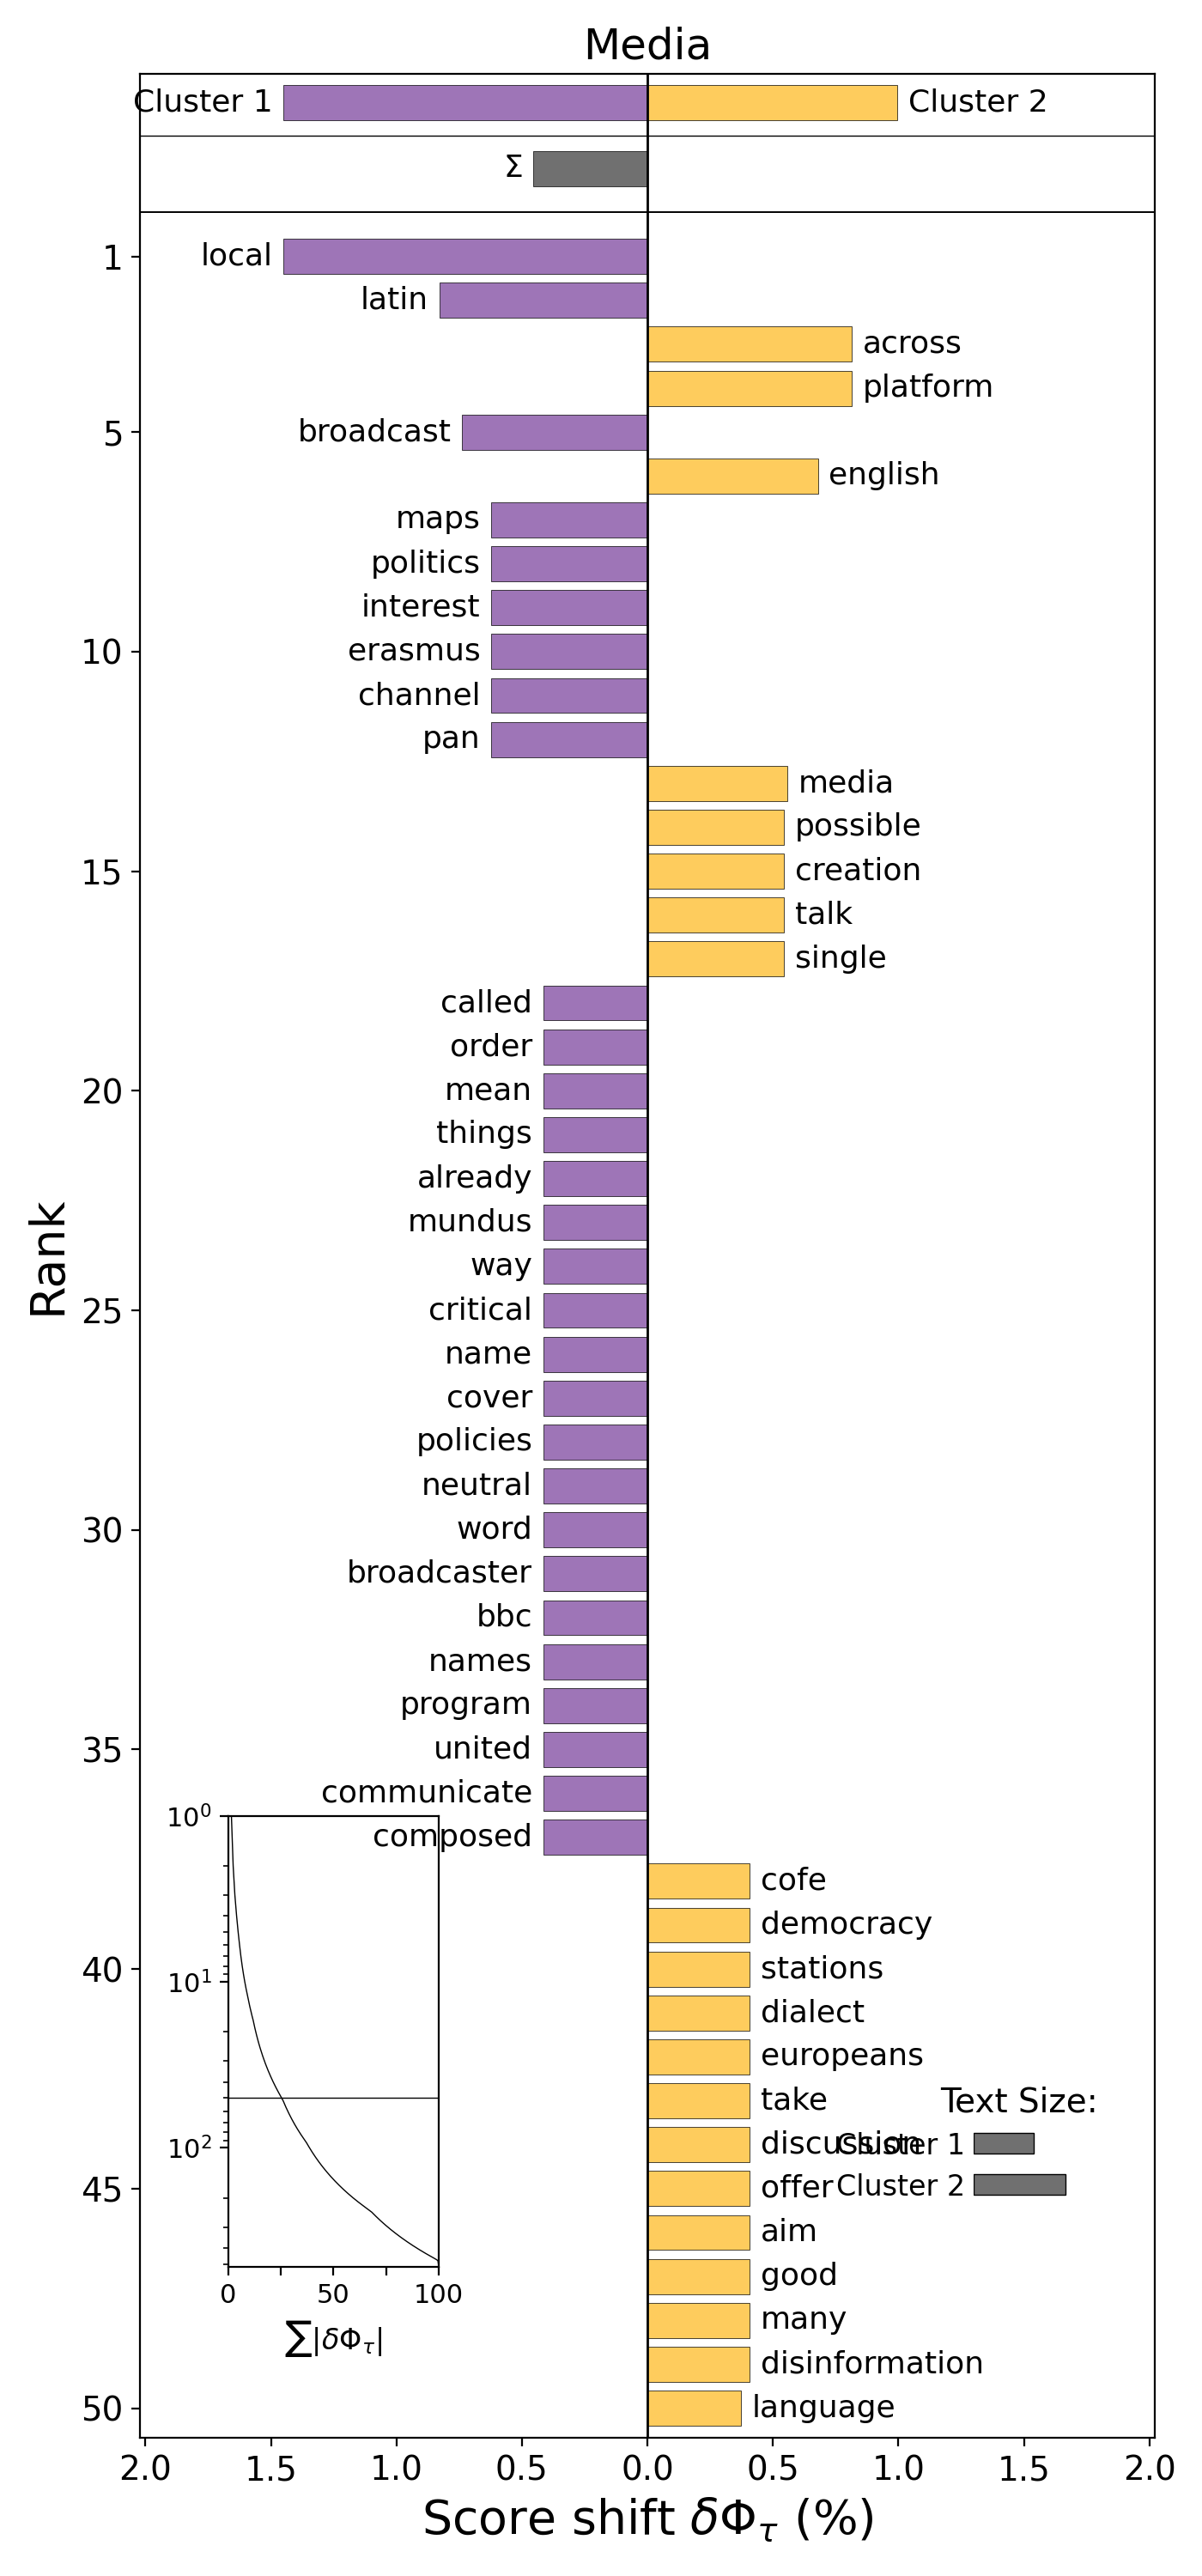 Media
Cluster 1
Cluster 2
Σ
1
local
latin
across
platform
5
broadcast
english
maps
politics
interest
10
erasmus
channel
pan
media
possible
15
creation
talk
single
called
order
20
mean
things
already
mundus
way
25
critical
name
cover
policies
neutral
30
word
broadcaster
bbc
names
program
35
united
communicate
composed
cofe
democracy
40
stations
dialect
europeans
take
discussion
45
offer
aim
good
many
disinformation
50
language
Rank
10⁰
10¹
10²
0 50 100
∑|δΦτ|
Text Size:
Cluster 1
Cluster 2
2.0 1.5 1.0 0.5 0.0 0.5 1.0 1.5 2.0
Score shift δΦτ (%)